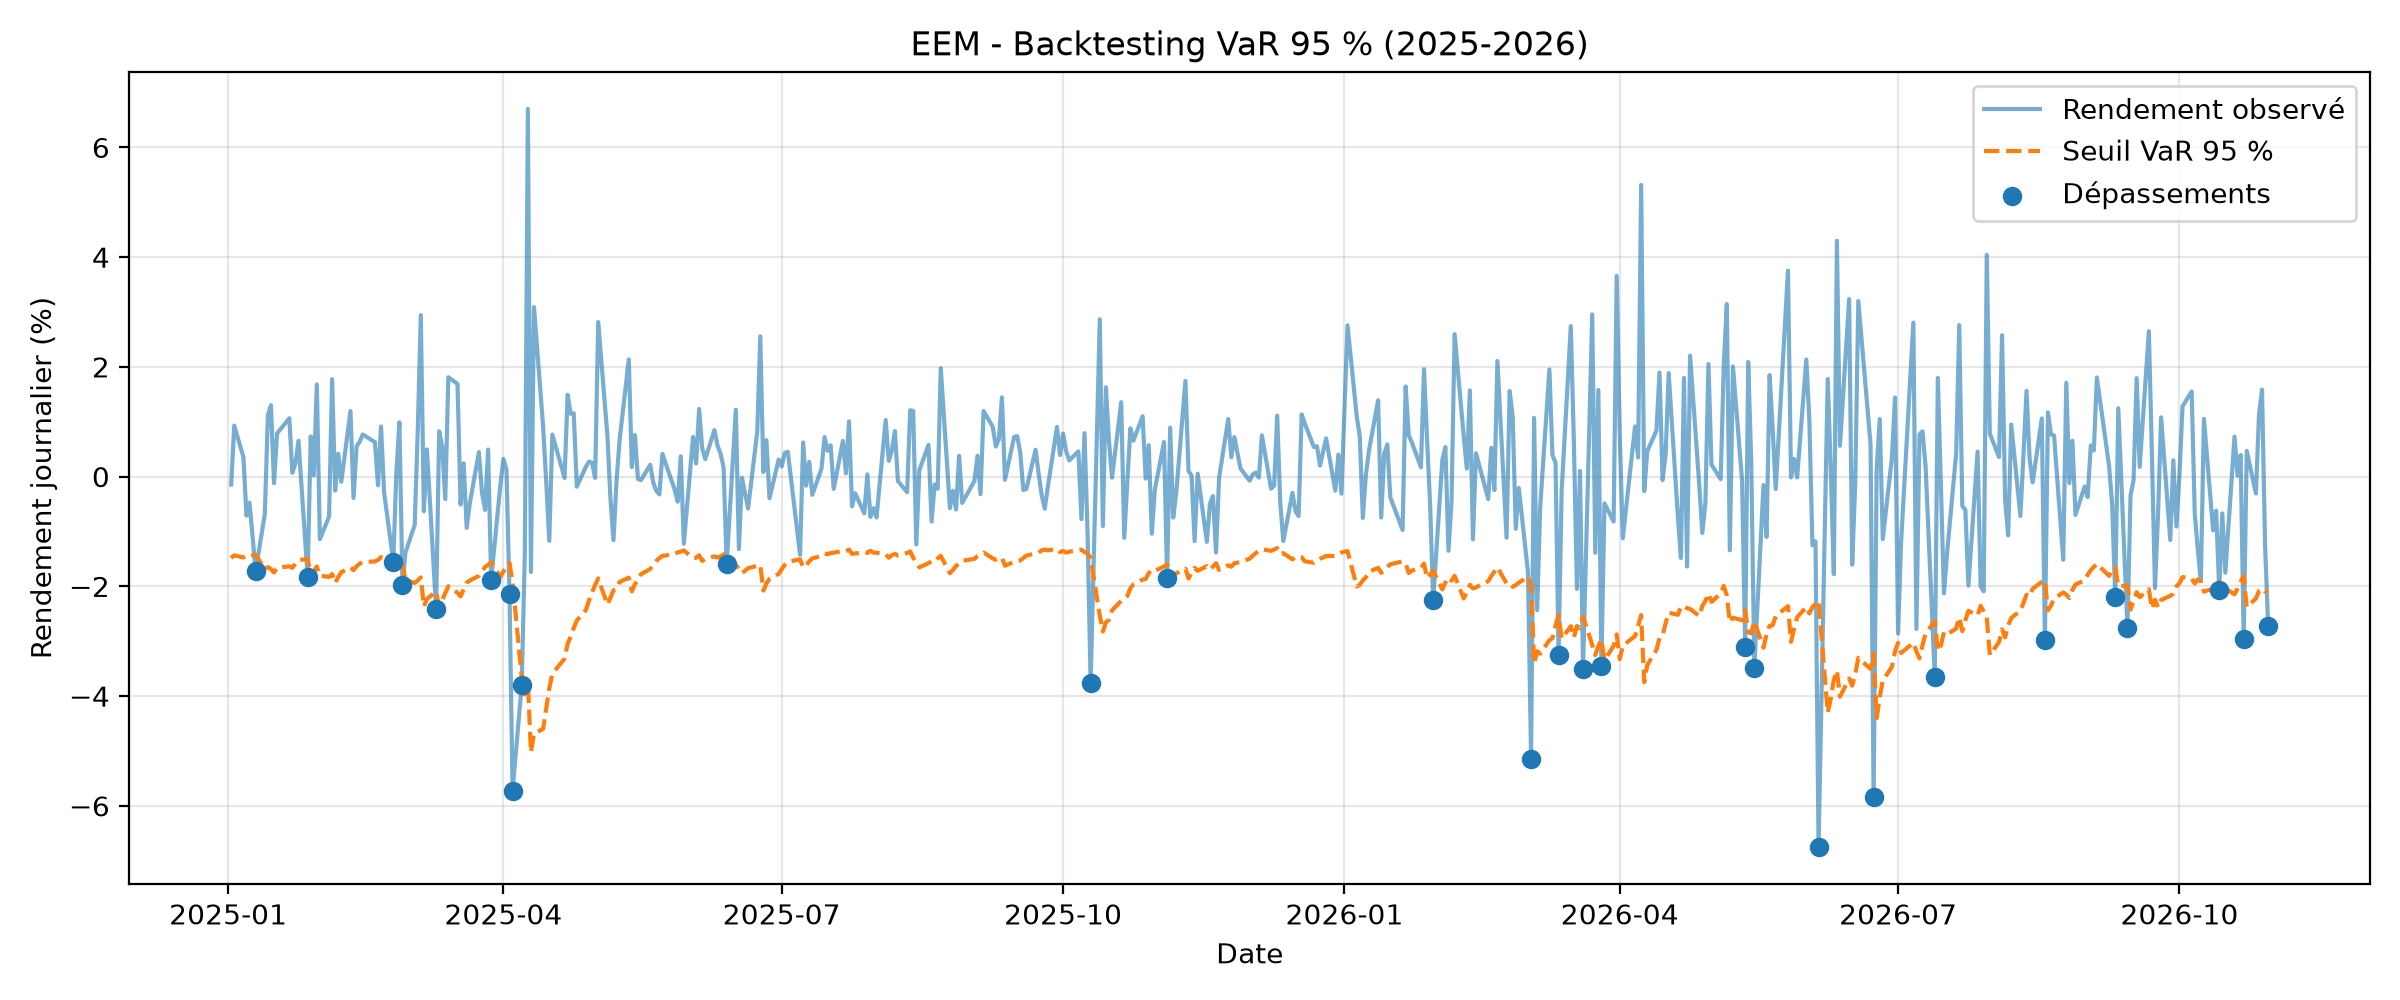 EEM - Backtesting VaR 95 % (2025-2026)
Rendement observé
Seuil VaR 95 %
Dépassements
Rendement journalier (%)
6
4
2
0
−2
−4
−6
2025-01 2025-04 2025-07 2025-10 2026-01 2026-04 2026-07 2026-10
Date